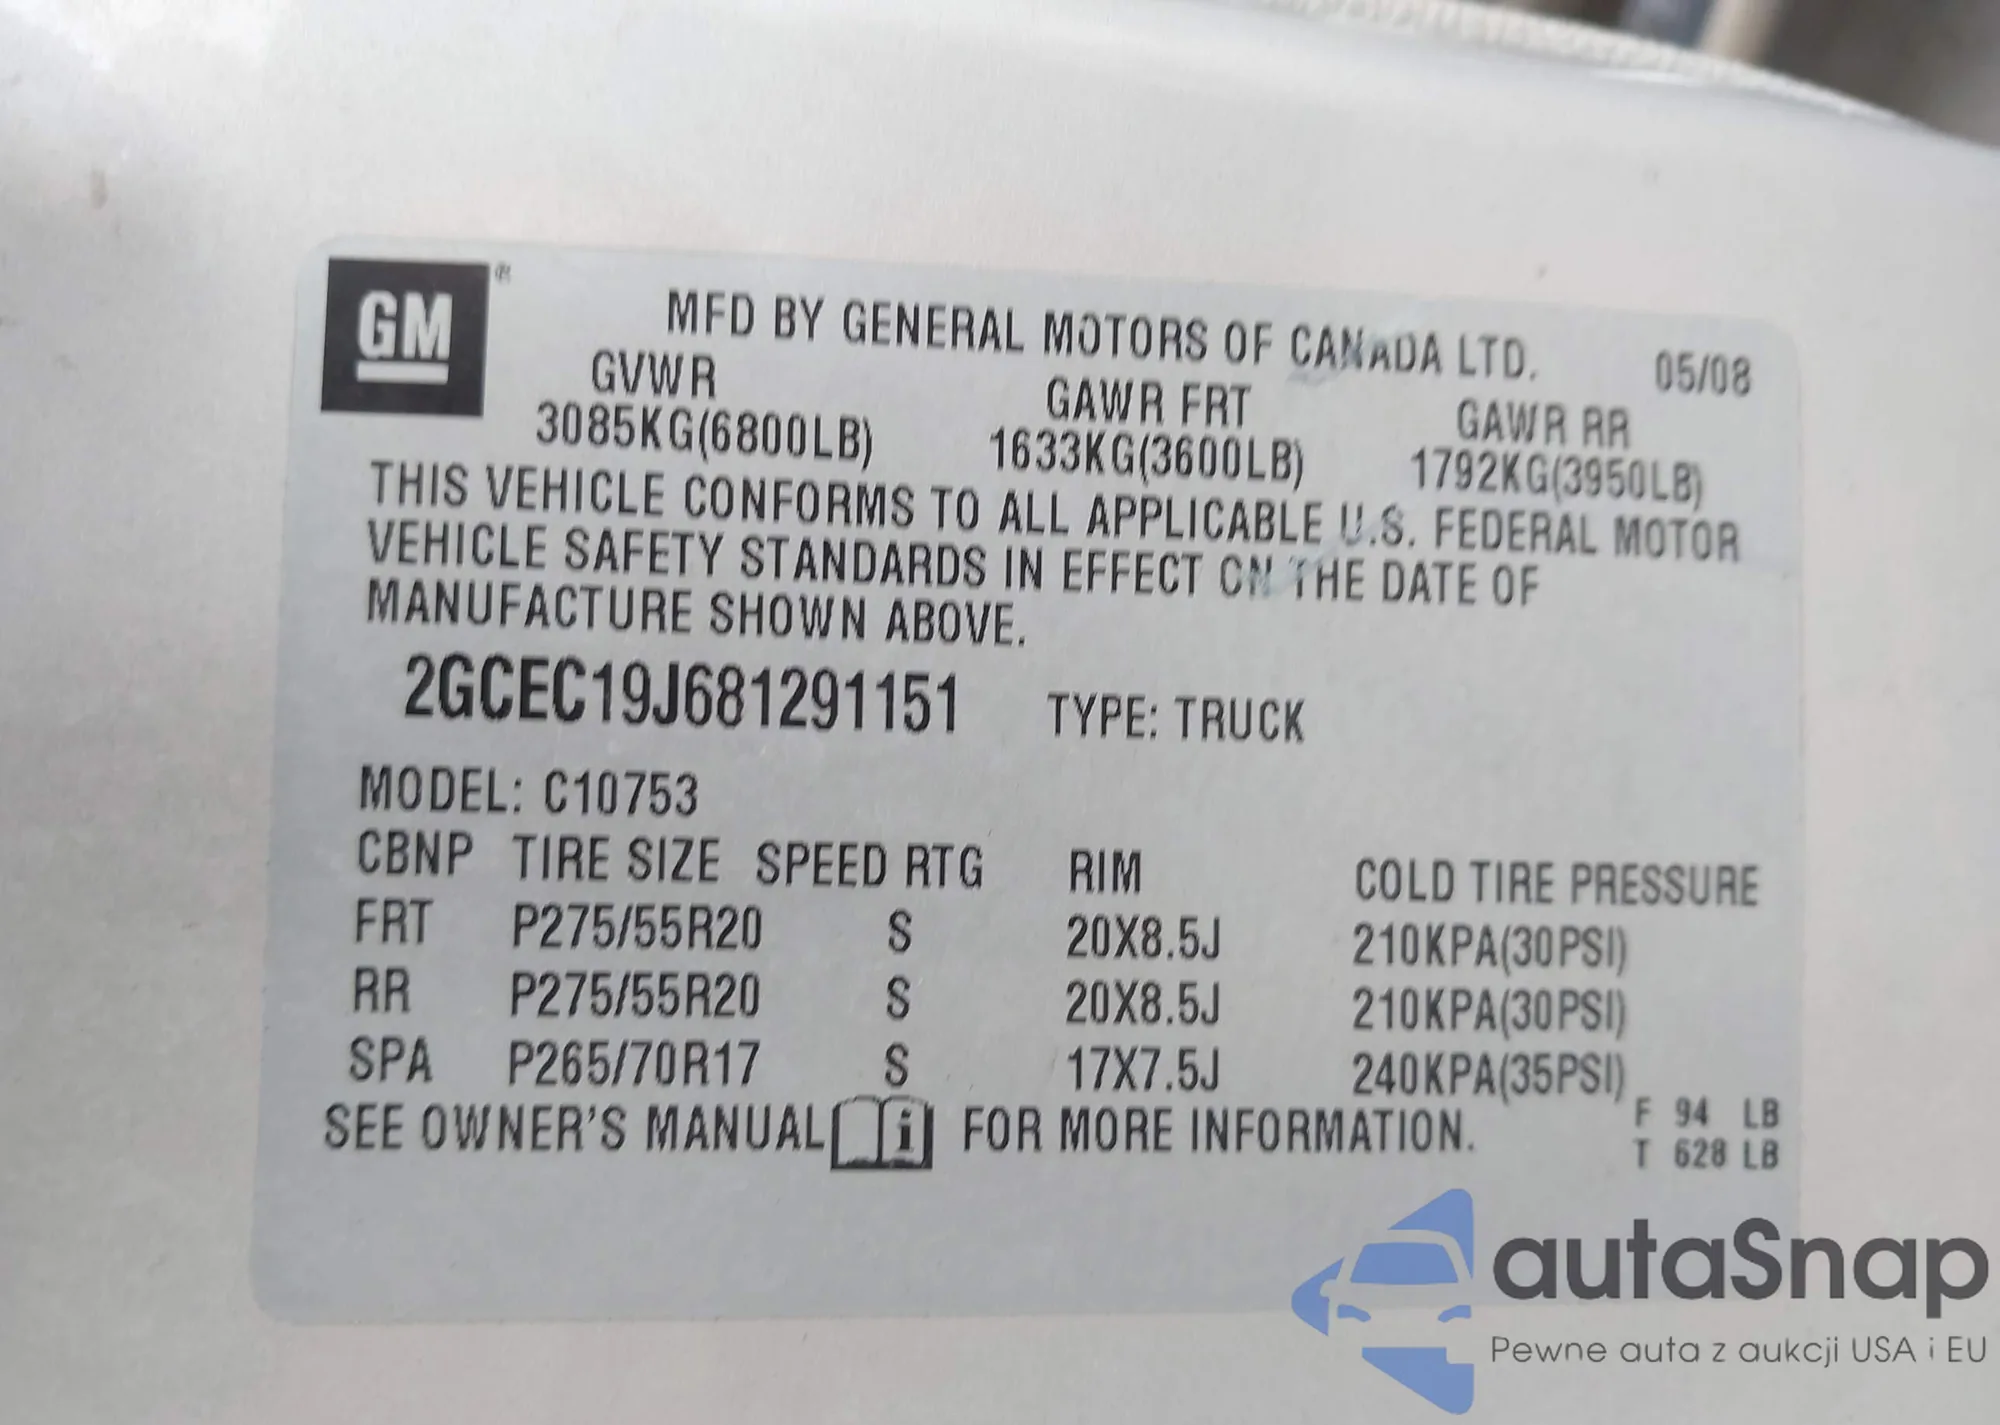 GM®
MFD BY GENERAL MOTORS OF CANADA LTD. 05/08
GVWR GAWR FRT GAWR RR
3085KG(6800LB) 1633KG(3600LB) 1792KG(3950LB)
THIS VEHICLE CONFORMS TO ALL APPLICABLE U.S. FEDERAL MOTOR
VEHICLE SAFETY STANDARDS IN EFFECT ON THE DATE OF
MANUFACTURE SHOWN ABOVE.
2GCEC19J681291151 TYPE: TRUCK
MODEL: C10753
CBNP TIRE SIZE SPEED RTG RIM COLD TIRE PRESSURE
FRT P275/55R20 S 20X8.5J 210KPA(30PSI)
RR P275/55R20 S 20X8.5J 210KPA(30PSI)
SPA P265/70R17 S 17X7.5J 240KPA(35PSI)
SEE OWNER'S MANUAL i FOR MORE INFORMATION.
F 94 LB
T 628 LB
autaSnap
Pewne auta z aukcji USA i EU